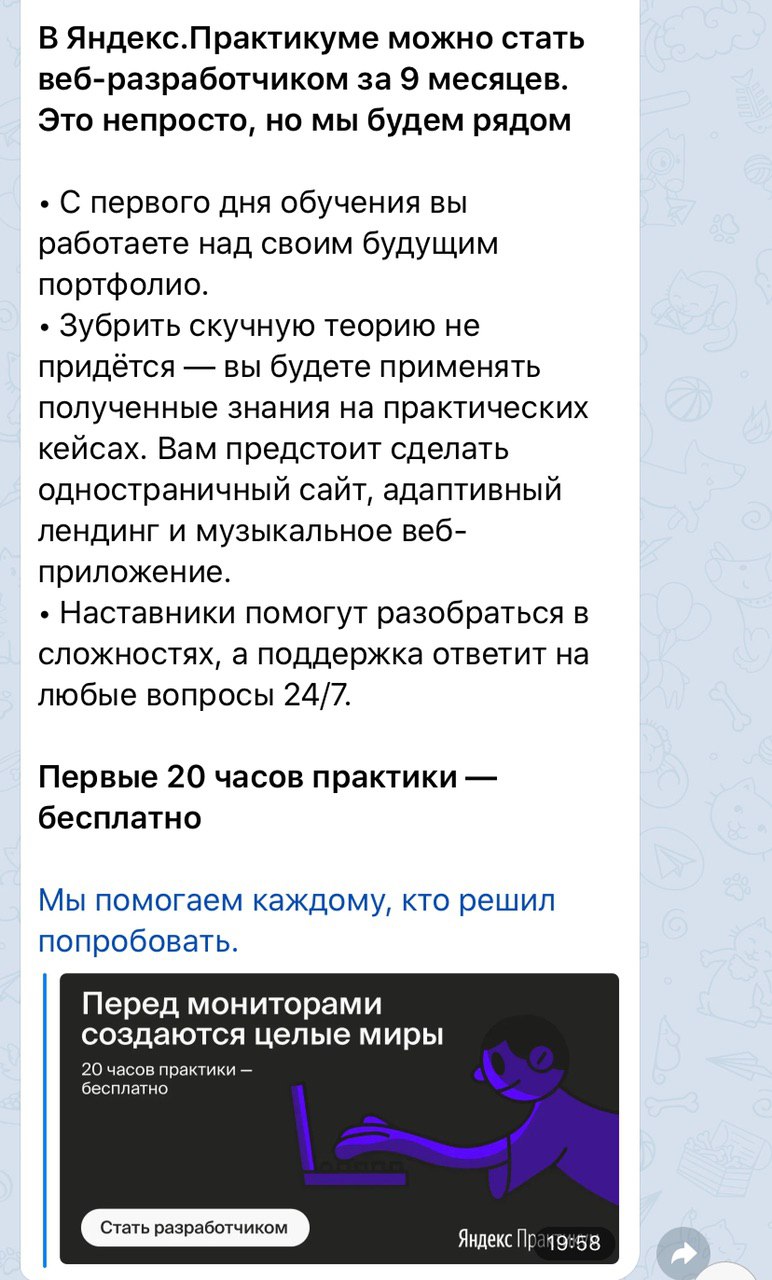 В Яндекс.Практикуме можно стать
веб-разработчиком за 9 месяцев.
Это непросто, но мы будем рядом
• С первого дня обучения вы
работаете над своим будущим
портфолио.
• Зубрить скучную теорию не
придётся — вы будете применять
полученные знания на практических
кейсах. Вам предстоит сделать
одностраничный сайт, адаптивный
лендинг и музыкальное веб-
приложение.
• Наставники помогут разобраться в
сложностях, а поддержка ответит на
любые вопросы 24/7.
Первые 20 часов практики —
бесплатно
Мы помогаем каждому, кто решил
попробовать.
Перед мониторами
создаются целые миры
20 часов практики —
бесплатно
Стать разработчиком
Яндекс
19:58